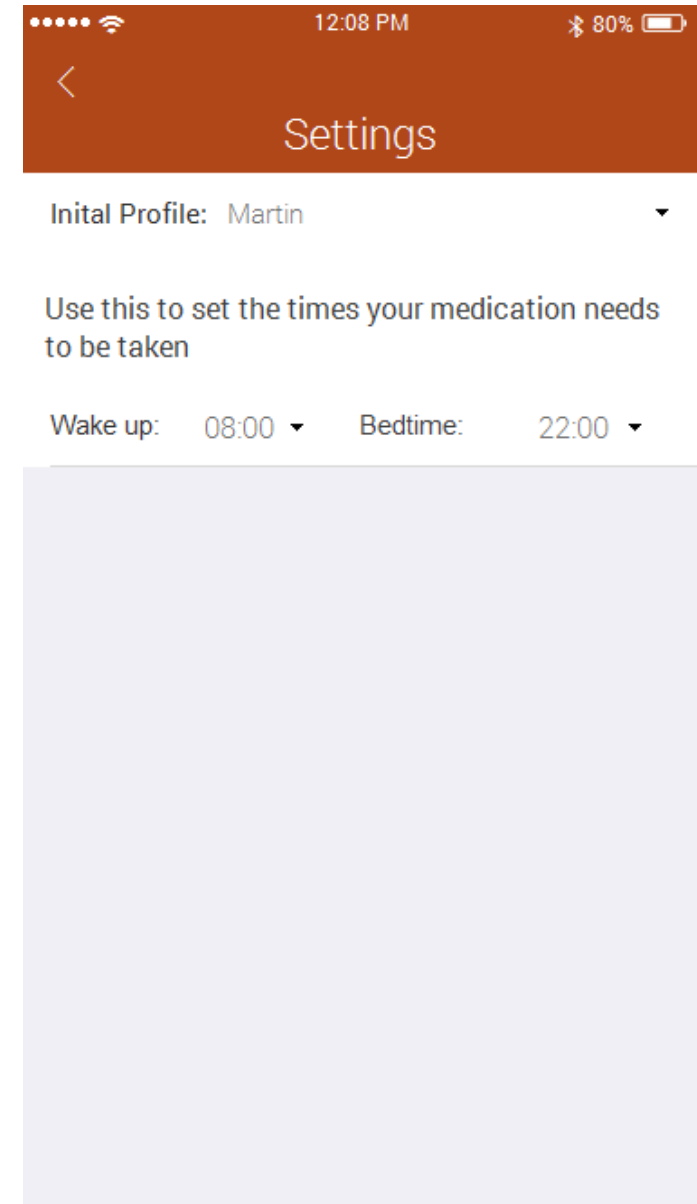 12:08 PM 80%
Settings
Inital Profile: Martin
Use this to set the times your medication needs
to be taken
Wake up: 08:00 Bedtime: 22:00